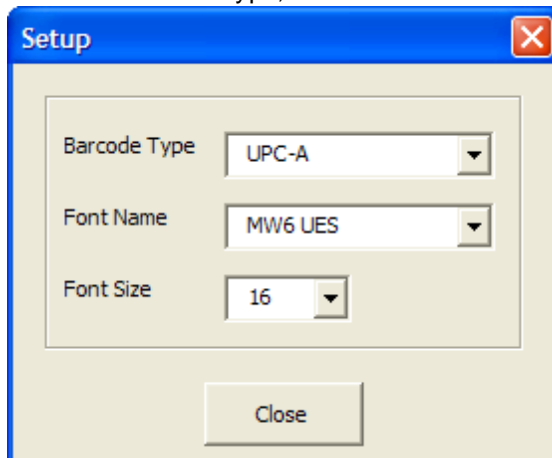 Setup
Barcode Type UPC-A
Font Name MW6 UES
Font Size 16
Close